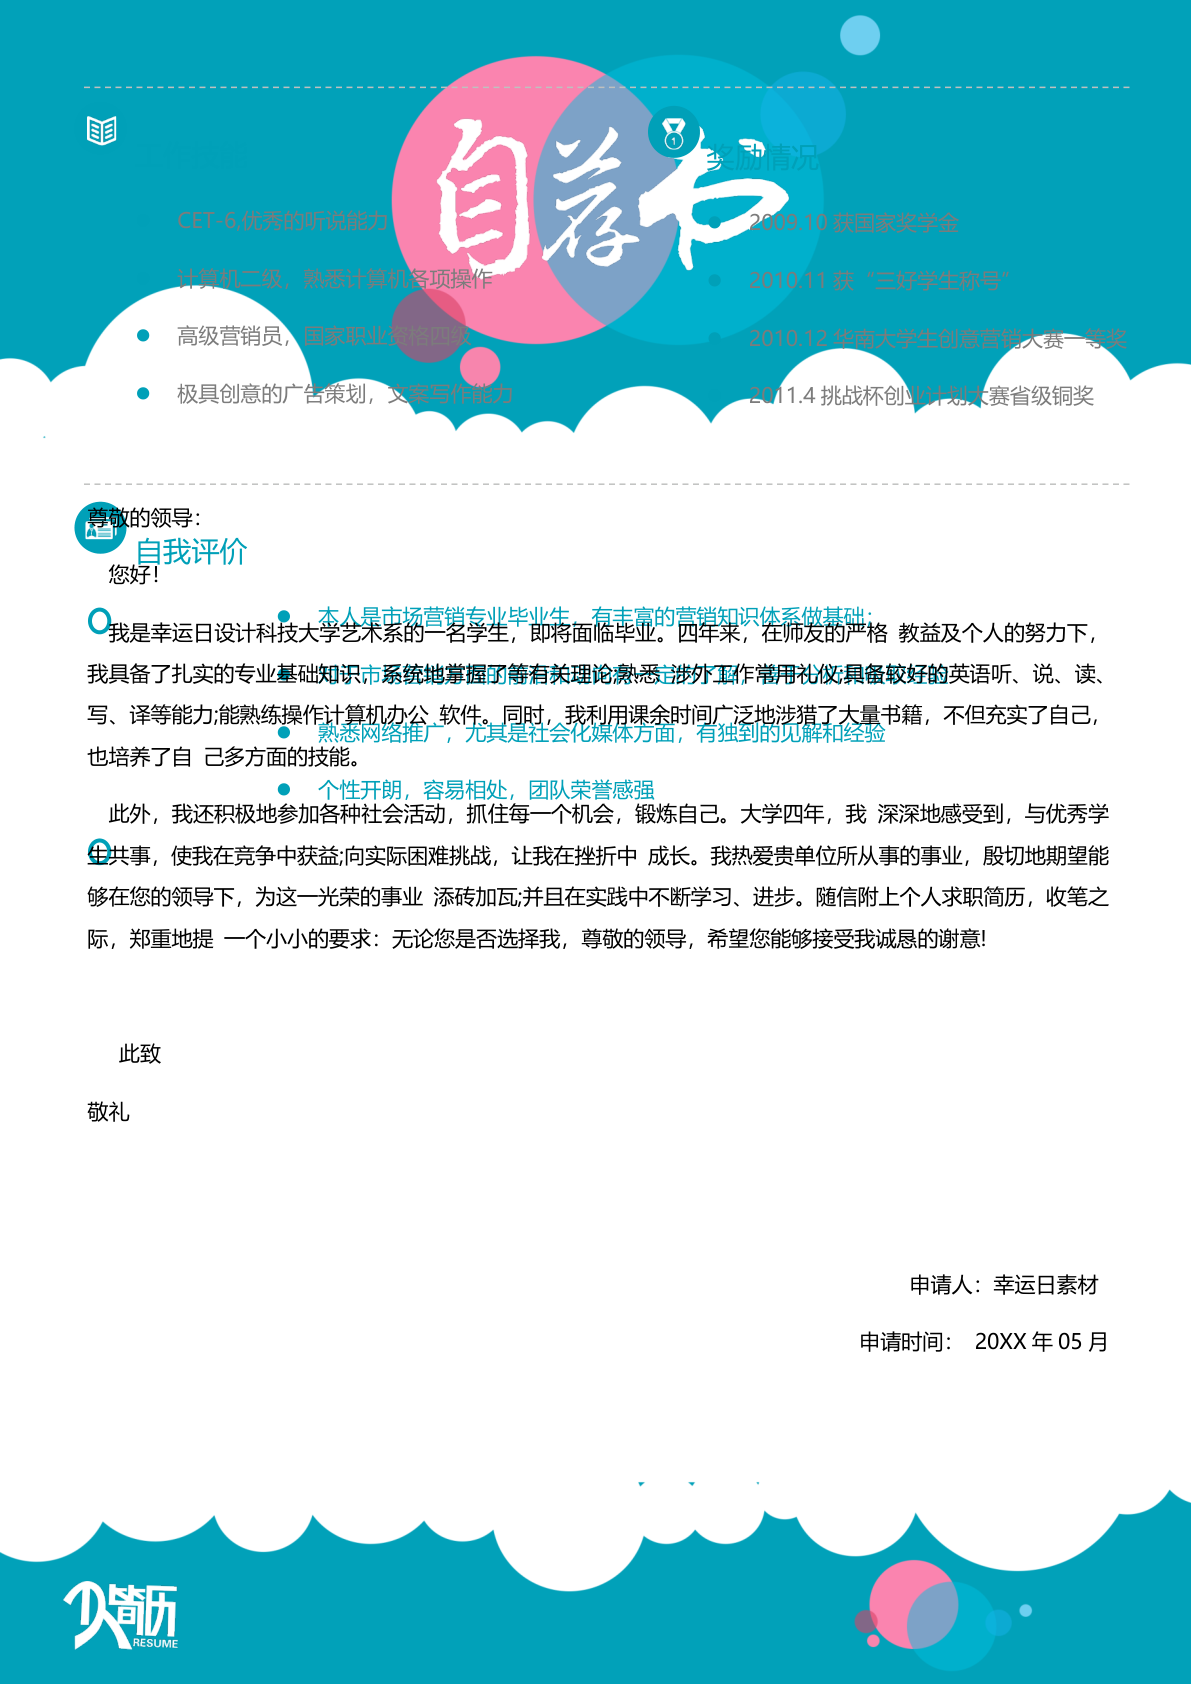 自荐书
奖励情况
CET-6,优秀的听说能力
2009.10 获国家奖学金
计算机二级，熟悉计算机各项操作
2010.11 获“三好学生称号”
高级营销员，国家职业资格四级
2010.12 华南大学生创意营销大赛一等奖
极具创意的广告策划，文案写作能力
2011.4 挑战杯创业计划大赛省级铜奖
尊敬的领导：
自我评价
您好！
本人是市场营销专业毕业生，有丰富的营销知识体系做基础；
我是幸运日设计科技大学艺术系的一名学生，即将面临毕业。四年来，在师友的严格 教益及个人的努力下，
我具备了扎实的专业基础知识，系统地掌握了等有关理论;熟悉 涉外工作常用礼仪;具备较好的英语听、说、读、
写、译等能力;能熟练操作计算机办公 软件。同时，我利用课余时间广泛地涉猎了大量书籍，不但充实了自己，
熟悉网络推广，尤其是社会化媒体方面，有独到的见解和经验
也培养了自 己多方面的技能。
个性开朗，容易相处，团队荣誉感强
此外，我还积极地参加各种社会活动，抓住每一个机会，锻炼自己。大学四年，我 深深地感受到，与优秀学
生共事，使我在竞争中获益;向实际困难挑战，让我在挫折中 成长。我热爱贵单位所从事的事业，殷切地期望能
够在您的领导下，为这一光荣的事业 添砖加瓦;并且在实践中不断学习、进步。随信附上个人求职简历，收笔之
际，郑重地提 一个小小的要求：无论您是否选择我，尊敬的领导，希望您能够接受我诚恳的谢意!
此致
敬礼
申请人：幸运日素材
申请时间： 20XX 年 05 月
简历
RESUME